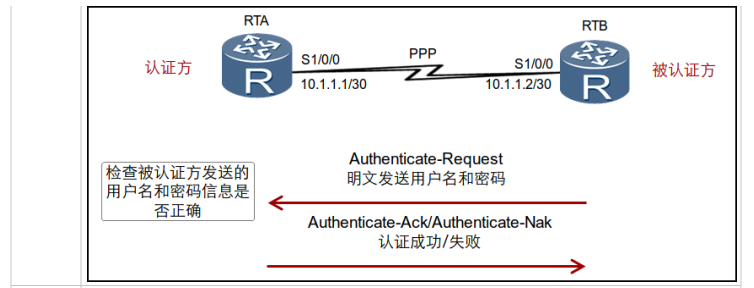 RTA
RTB
认证方
S1/0/0
PPP
S1/0/0
被认证方
R
10.1.1.1/30
10.1.1.2/30
R
Authenticate-Request
明文发送用户名和密码
检查被认证方发送的
用户名和密码信息是
否正确
Authenticate-Ack/Authenticate-Nak
认证成功/失败